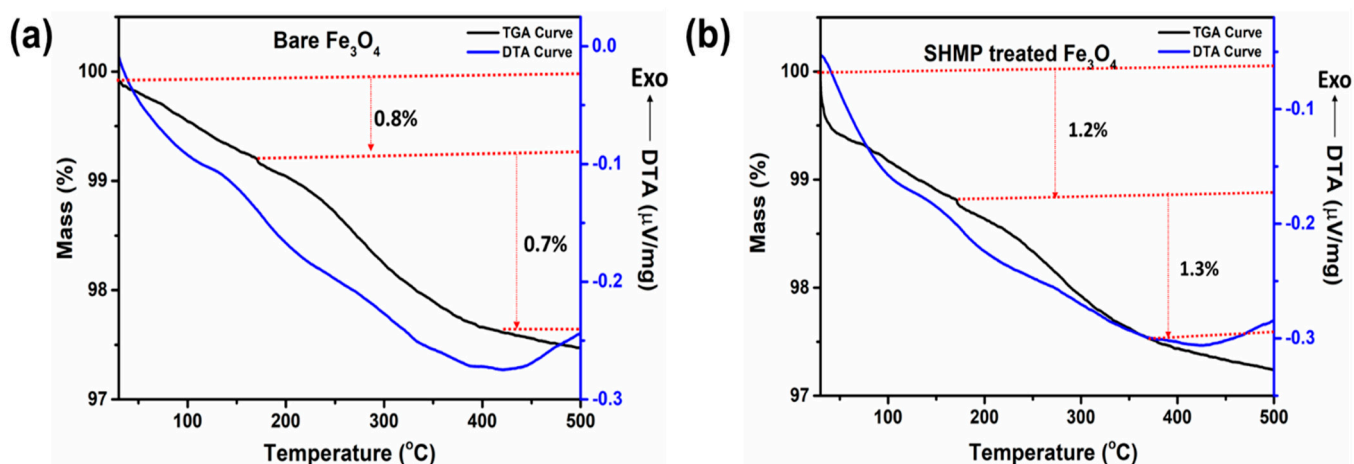 (a)
Bare Fe₃O₄
TGA Curve
DTA Curve
0.8%
0.7%
100
99
98
97
Mass (%)
100
200
300
400
500
Temperature (°C)
0.0
-0.1
-0.2
-0.3
Exo
DTA (μV/mg)
(b)
SHMP treated Fe₃O₄
TGA Curve
DTA Curve
1.2%
1.3%
100
99
98
97
Mass (%)
100
200
300
400
500
Temperature (°C)
-0.1
-0.2
-0.3
Exo
DTA (μV/mg)